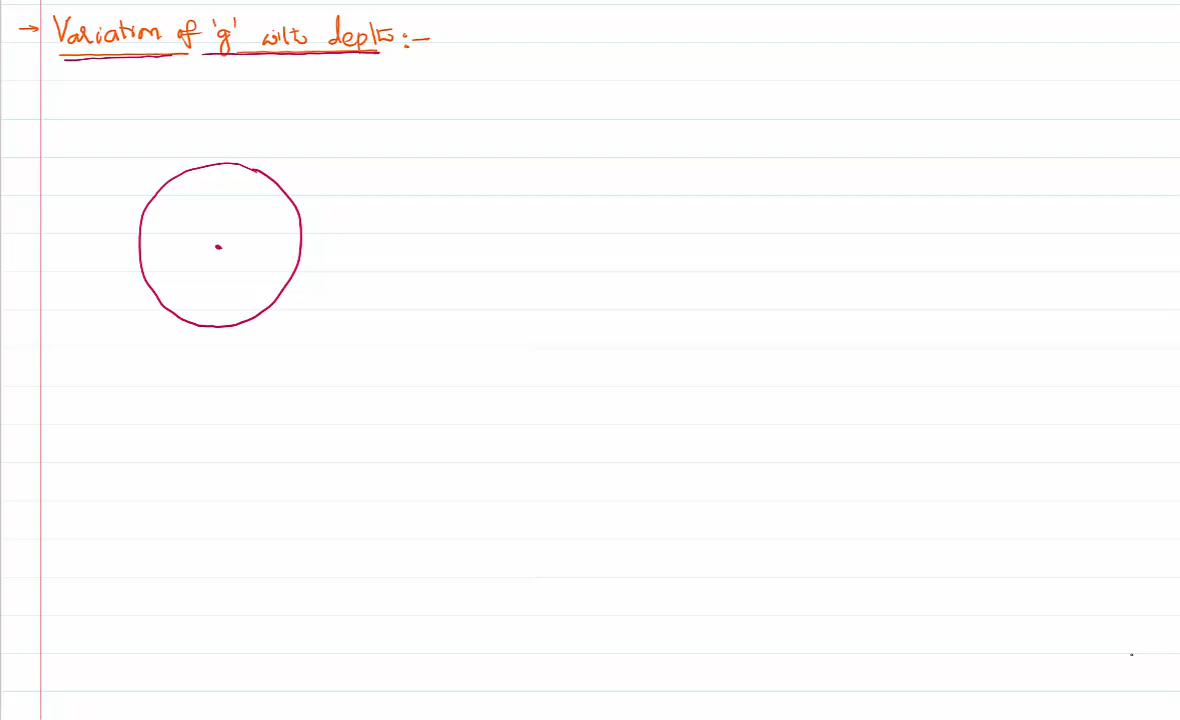 → Variation of 'g' with depth :-